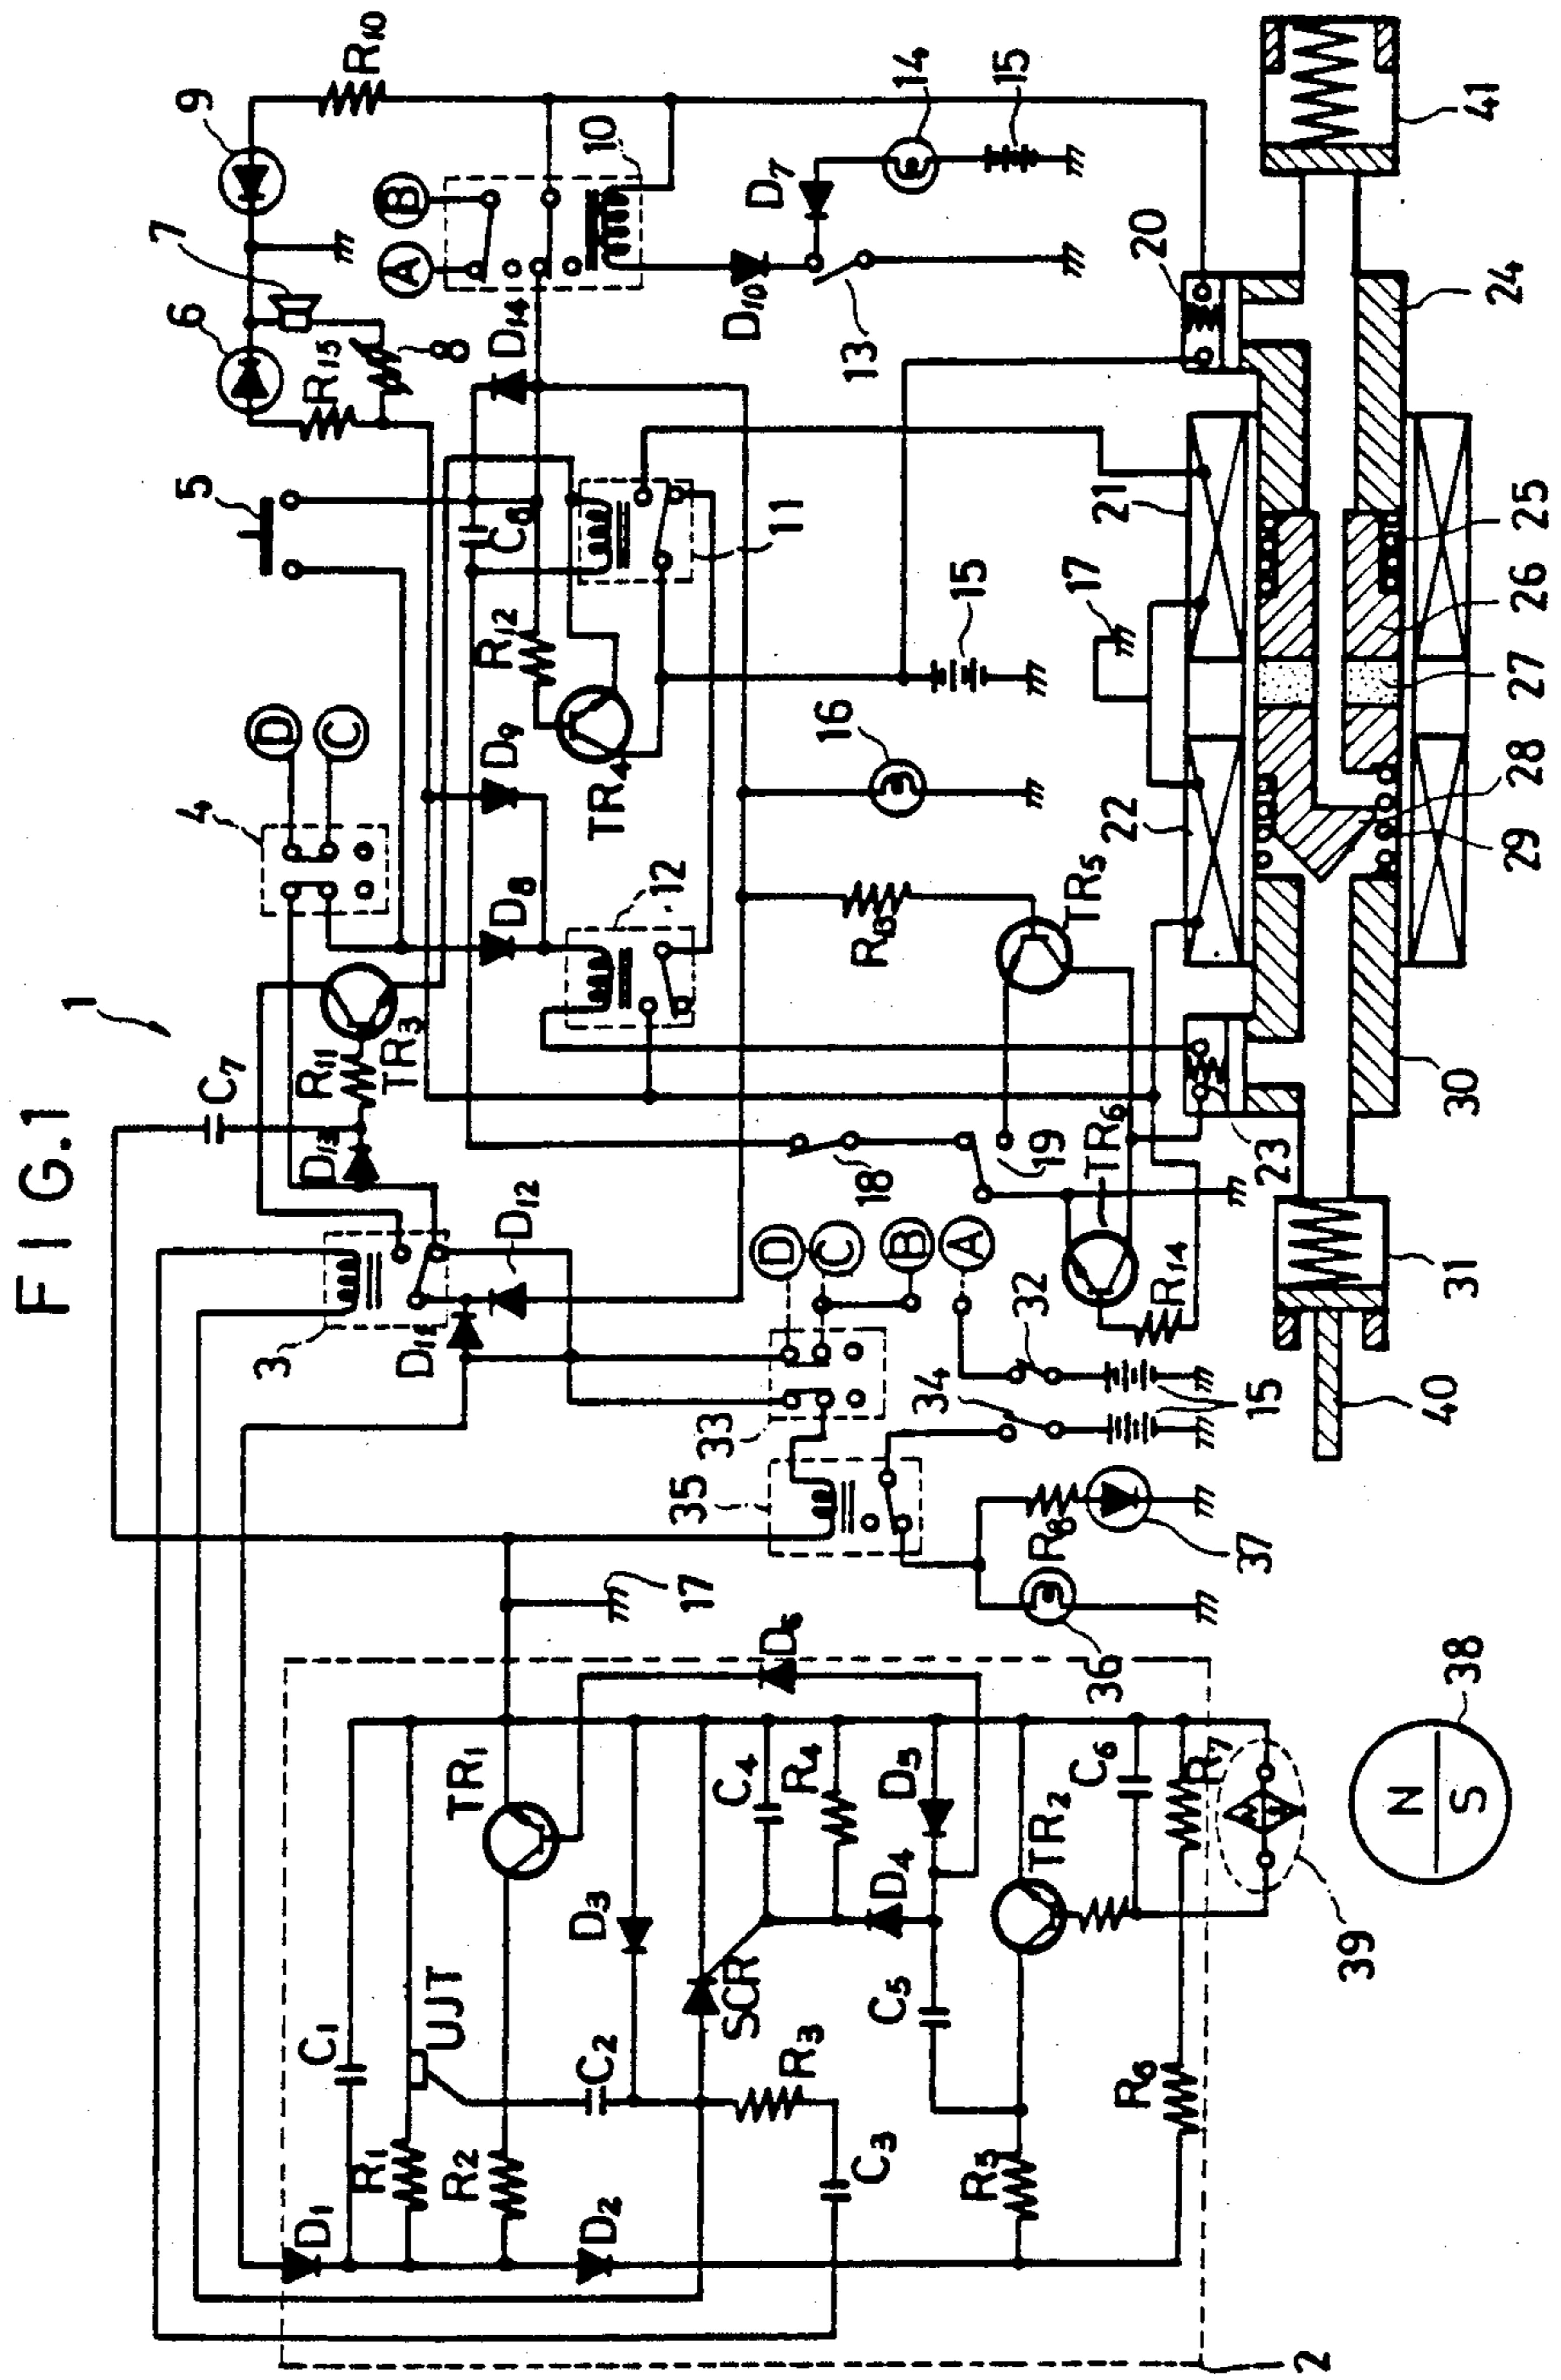 FIG.1
1
9
R10
7
6
R15
8
B
A
10
D14
D7
14
15
D10
13
5
C8
11
20
4
D
C
D9
R12
TR4
15
16
D8
12
R13
TR5
17
21
22
24
25
26
27
28
29
30
C7
R11
TR3
D13
3
D12
D11
18
19
TR6
23
R14
31
40
41
D
C
B
A
32
34
33
35
15
R8
37
36
17
D6
TR1
UJT
C1
R1
R2
D1
D2
D3
C2
SCR
R3
C3
C4
R4
D4
D5
C5
TR2
R5
R6
C6
R7
39
N
S
38
2